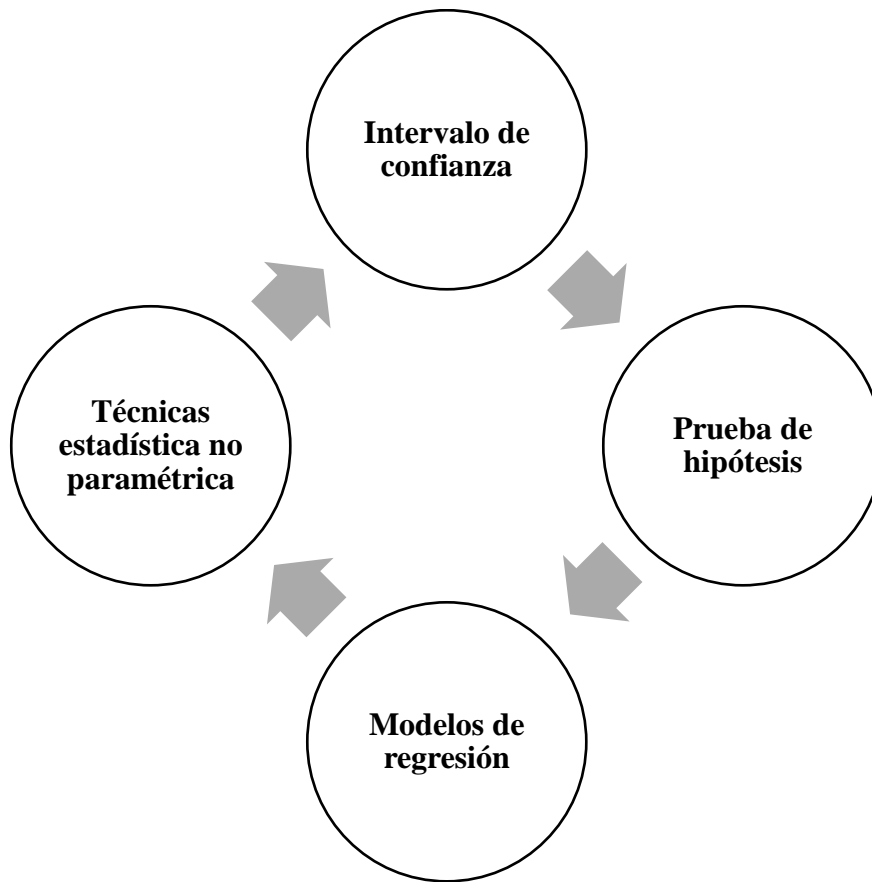 Intervalo de
confianza
Prueba de
hipótesis
Modelos de
regresión
Técnicas
estadística no
paramétrica